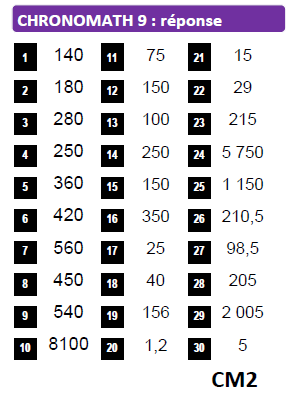 CHRONOMATH 9 : réponse
1 140 11 75 21 15
2 180 12 150 22 29
3 280 13 100 23 215
4 250 14 250 24 5 750
5 360 15 150 25 1 150
6 420 16 350 26 210,5
7 560 17 25 27 98,5
8 450 18 40 28 205
9 540 19 156 29 2 005
10 8100 20 1,2 30 5
CM2